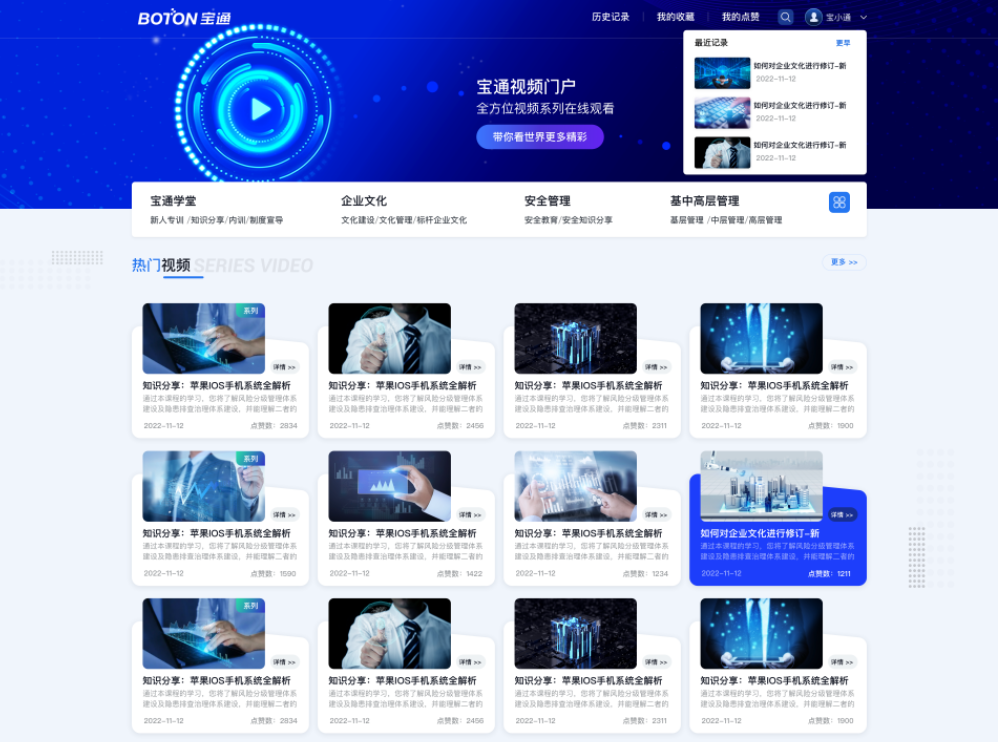 BOTON 宝通
历史记录
我的收藏
我的点赞
宝小通
最近记录
更早
如何对企业文化进行修订-新
2022-11-12
如何对企业文化进行修订-新
2022-11-12
如何对企业文化进行修订-新
2022-11-12
宝通视频门户
全方位视频系列在线观看
带你看世界更多精彩
宝通学堂
新人专训 /知识分享/内训/制度宣导
企业文化
文化建设/文化管理/标杆企业文化
安全管理
安全教育/安全知识分享
基中高层管理
基层管理 /中层管理/高层管理
热门视频 SERIES VIDEO
更多 >>
系列
详情 >>
知识分享：苹果IOS手机系统全解析
通过本课程的学习，您将了解风险分级管理体系
建设及隐患排查治理体系建设，并能理解二者的
2022-11-12
点赞数：2834
详情 >>
知识分享：苹果IOS手机系统全解析
通过本课程的学习，您将了解风险分级管理体系
建设及隐患排查治理体系建设，并能理解二者的
2022-11-12
点赞数：2456
详情 >>
知识分享：苹果IOS手机系统全解析
通过本课程的学习，您将了解风险分级管理体系
建设及隐患排查治理体系建设，并能理解二者的
2022-11-12
点赞数：2311
详情 >>
知识分享：苹果IOS手机系统全解析
通过本课程的学习，您将了解风险分级管理体系
建设及隐患排查治理体系建设，并能理解二者的
2022-11-12
点赞数：1900
系列
详情 >>
知识分享：苹果IOS手机系统全解析
通过本课程的学习，您将了解风险分级管理体系
建设及隐患排查治理体系建设，并能理解二者的
2022-11-12
点赞数：1590
详情 >>
知识分享：苹果IOS手机系统全解析
通过本课程的学习，您将了解风险分级管理体系
建设及隐患排查治理体系建设，并能理解二者的
2022-11-12
点赞数：1422
详情 >>
知识分享：苹果IOS手机系统全解析
通过本课程的学习，您将了解风险分级管理体系
建设及隐患排查治理体系建设，并能理解二者的
2022-11-12
点赞数：1234
详情 >>
如何对企业文化进行修订-新
通过本课程的学习，您将了解风险分级管理体系
建设及隐患排查治理体系建设，并能理解二者的
2022-11-12
点赞数：1211
系列
详情 >>
知识分享：苹果IOS手机系统全解析
通过本课程的学习，您将了解风险分级管理体系
建设及隐患排查治理体系建设，并能理解二者的
2022-11-12
点赞数：2834
详情 >>
知识分享：苹果IOS手机系统全解析
通过本课程的学习，您将了解风险分级管理体系
建设及隐患排查治理体系建设，并能理解二者的
2022-11-12
点赞数：2456
详情 >>
知识分享：苹果IOS手机系统全解析
通过本课程的学习，您将了解风险分级管理体系
建设及隐患排查治理体系建设，并能理解二者的
2022-11-12
点赞数：2311
详情 >>
知识分享：苹果IOS手机系统全解析
通过本课程的学习，您将了解风险分级管理体系
建设及隐患排查治理体系建设，并能理解二者的
2022-11-12
点赞数：1900